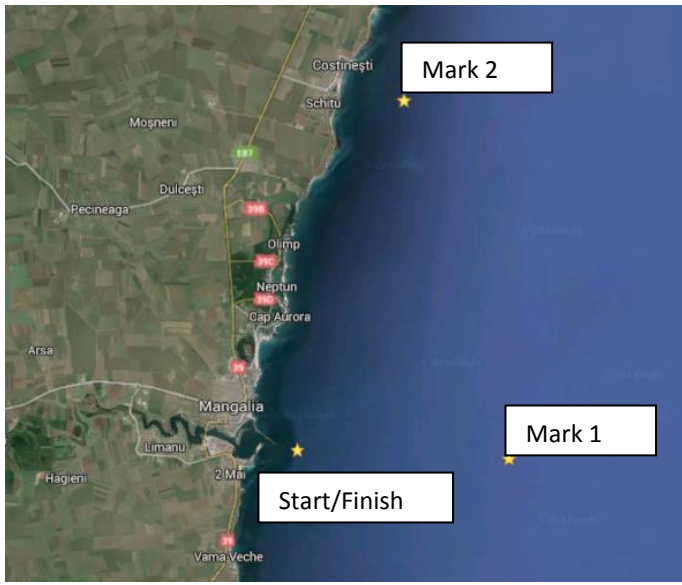 Costinești
Mark 2
Schitu
Moșneni
E87
Dulcești
Pecineaga
39B
Olimp
39C
Neptun
39D
Cap Aurora
Arsa
39
Mangalia
Mark 1
Limanu
2 Mai
Hagieni
Start/Finish
39
Vama Veche